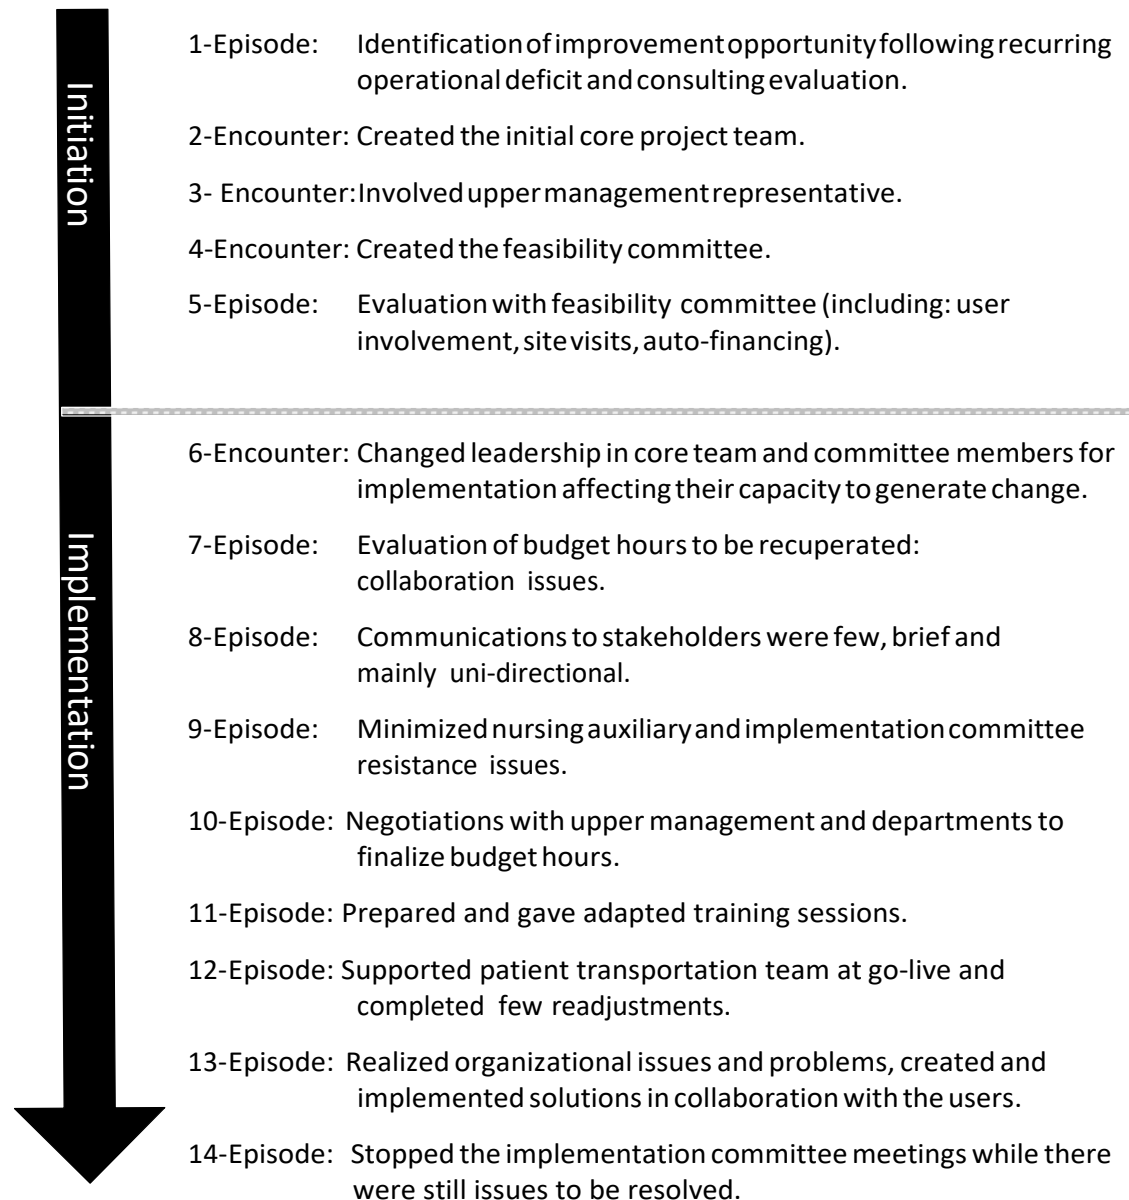 Initiation
1-Episode: Identification of improvement opportunity following recurring
operational deficit and consulting evaluation.
2-Encounter: Created the initial core project team.
3- Encounter: Involved upper management representative.
4-Encounter: Created the feasibility committee.
5-Episode: Evaluation with feasibility committee (including: user
involvement, site visits, auto-financing).
Implementation
6-Encounter: Changed leadership in core team and committee members for
implementation affecting their capacity to generate change.
7-Episode: Evaluation of budget hours to be recuperated:
collaboration issues.
8-Episode: Communications to stakeholders were few, brief and
mainly uni-directional.
9-Episode: Minimized nursing auxiliary and implementation committee
resistance issues.
10-Episode: Negotiations with upper management and departments to
finalize budget hours.
11-Episode: Prepared and gave adapted training sessions.
12-Episode: Supported patient transportation team at go-live and
completed few readjustments.
13-Episode: Realized organizational issues and problems, created and
implemented solutions in collaboration with the users.
14-Episode: Stopped the implementation committee meetings while there
were still issues to be resolved.